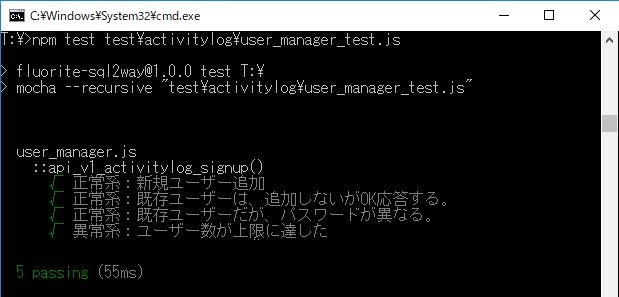 C:¥Windows¥System32¥cmd.exe
T:¥>npm test test¥activitylog¥user_manager_test.js
> fluorite-sql2way@1.0.0 test T:¥
> mocha --recursive "test¥activitylog¥user_manager_test.js"
user_manager.js
::api_v1_activitylog_signup()
√ 正常系：新規ユーザー追加
√ 正常系：既存ユーザーは、追加しないがOK応答する。
√ 正常系：既存ユーザーだが、パスワードが異なる。
√ 異常系：ユーザー数が上限に達した
5 passing (55ms)